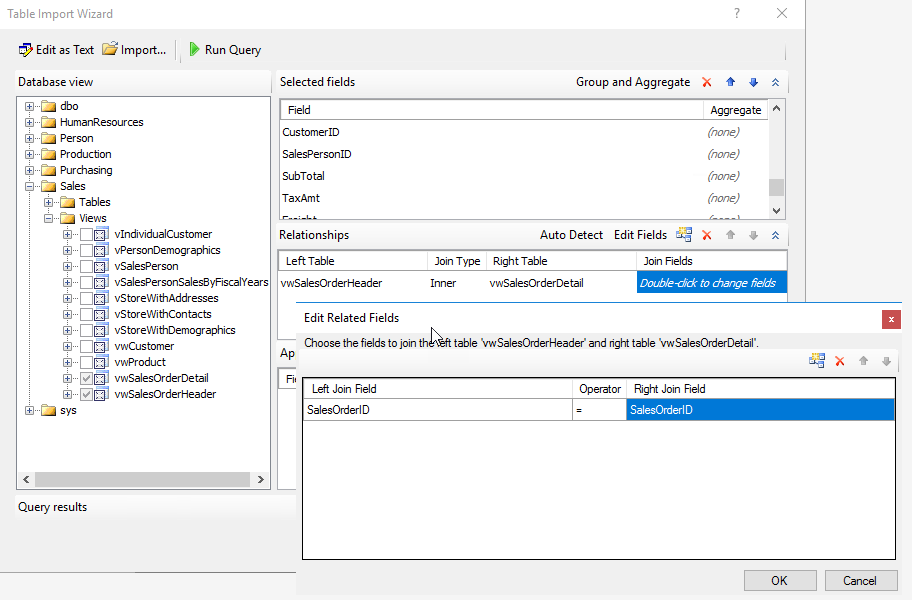 Table Import Wizard
?
Edit as Text Import... Run Query
Database view
dbo
HumanResources
Person
Production
Purchasing
Sales
Tables
Views
vIndividualCustomer
vPersonDemographics
vSalesPerson
vSalesPersonSalesByFiscalYears
vStoreWithAddresses
vStoreWithContacts
vStoreWithDemographics
vwCustomer
vwProduct
vwSalesOrderDetail
vwSalesOrderHeader
sys
Query results
Selected fields Group and Aggregate
Field Aggregate
CustomerID (none)
SalesPersonID (none)
SubTotal (none)
TaxAmt (none)
Freight (none)
Relationships Auto Detect Edit Fields
Left Table Join Type Right Table Join Fields
vwSalesOrderHeader Inner vwSalesOrderDetail Double-click to change fields
Ap
Fi
Edit Related Fields x
Choose the fields to join the left table 'vwSalesOrderHeader' and right table 'vwSalesOrderDetail'.
Left Join Field Operator Right Join Field
SalesOrderID = SalesOrderID
OK Cancel